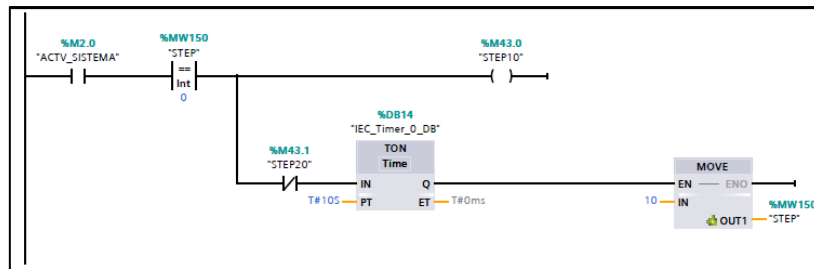 %M2.0
"ACTV_SISTEMA"
%MW150
"STEP"
==
Int
0
%M43.0
"STEP10"
%M43.1
"STEP20"
%DB14
"IEC_Timer_0_DB"
TON
Time
IN Q
T#10S PT ET T#0ms
MOVE
EN ENO
10 IN
OUT1
%MW150
"STEP"